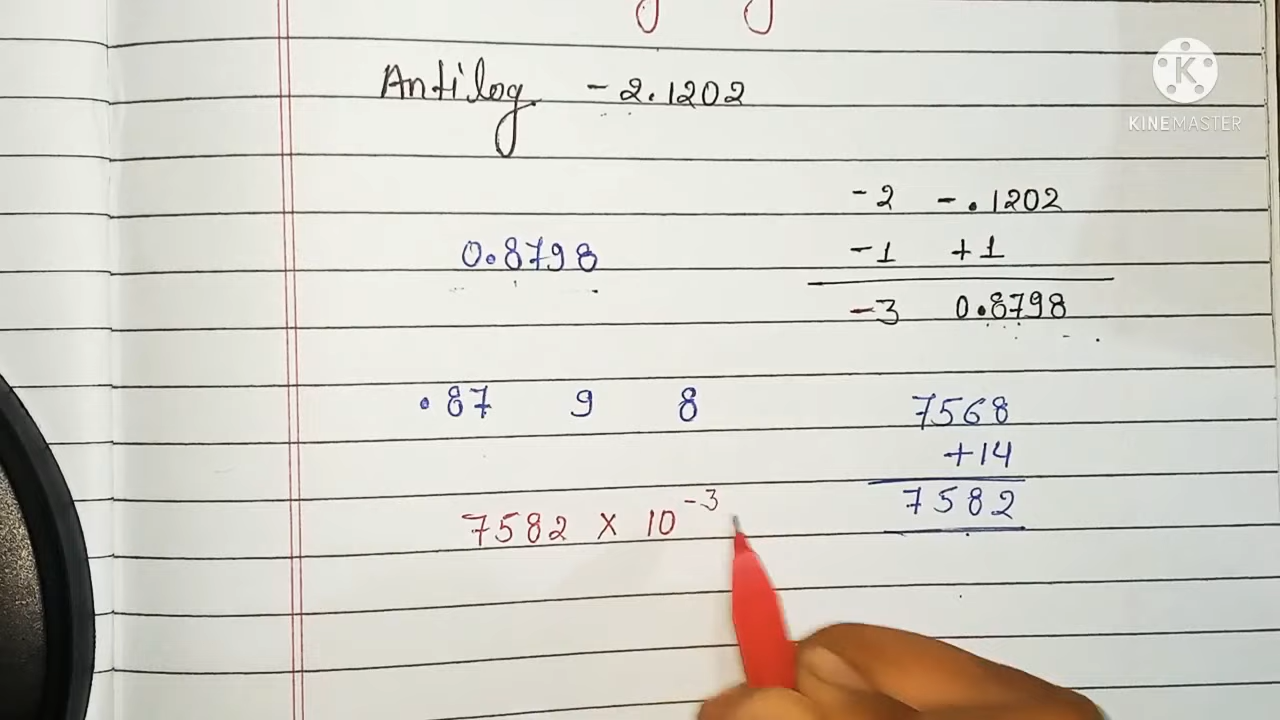 Antilog -2.1202
K
KINEMASTER
-2 -.1202
0.8798
-1 +1
-3 0.8798
.87 9 8
7568
+14
7582
7582 x 10^-3